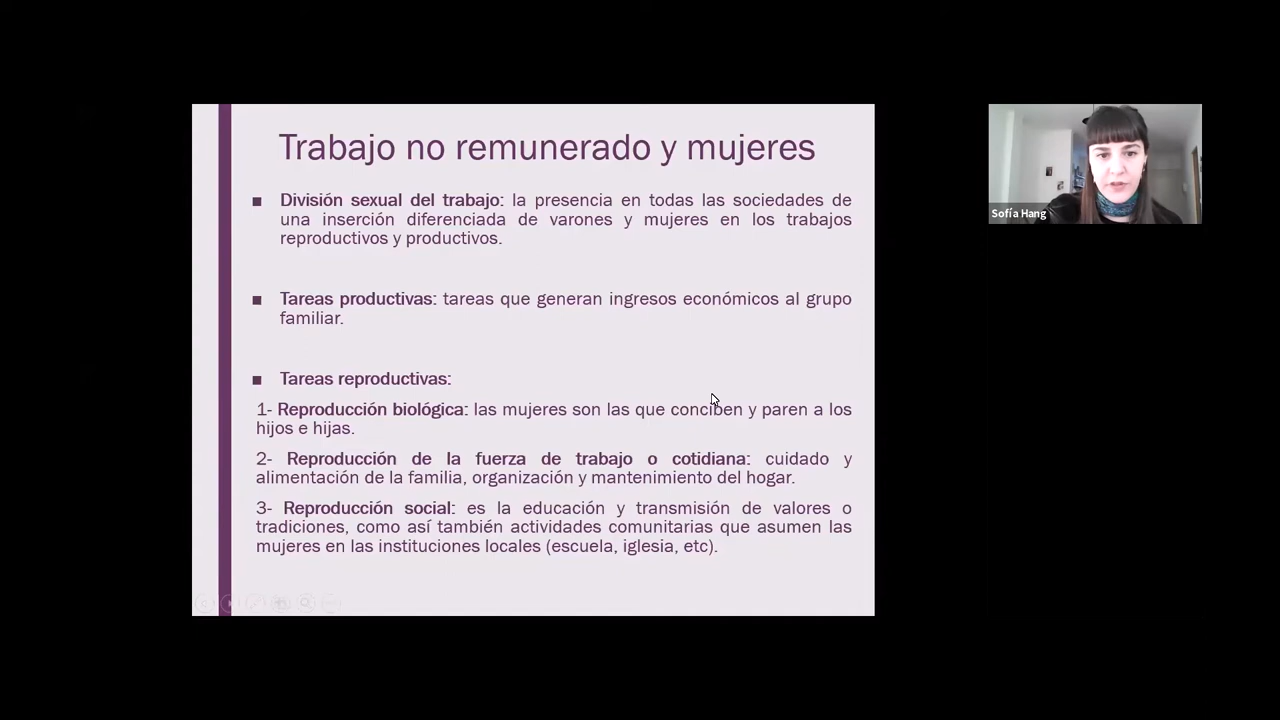 Trabajo no remunerado y mujeres
■ División sexual del trabajo: la presencia en todas las sociedades de
una inserción diferenciada de varones y mujeres en los trabajos
reproductivos y productivos.
■ Tareas productivas: tareas que generan ingresos económicos al grupo
familiar.
■ Tareas reproductivas:
1- Reproducción biológica: las mujeres son las que conciben y paren a los
hijos e hijas.
2- Reproducción de la fuerza de trabajo o cotidiana: cuidado y
alimentación de la familia, organización y mantenimiento del hogar.
3- Reproducción social: es la educación y transmisión de valores o
tradiciones, como así también actividades comunitarias que asumen las
mujeres en las instituciones locales (escuela, iglesia, etc).
Sofía Hang